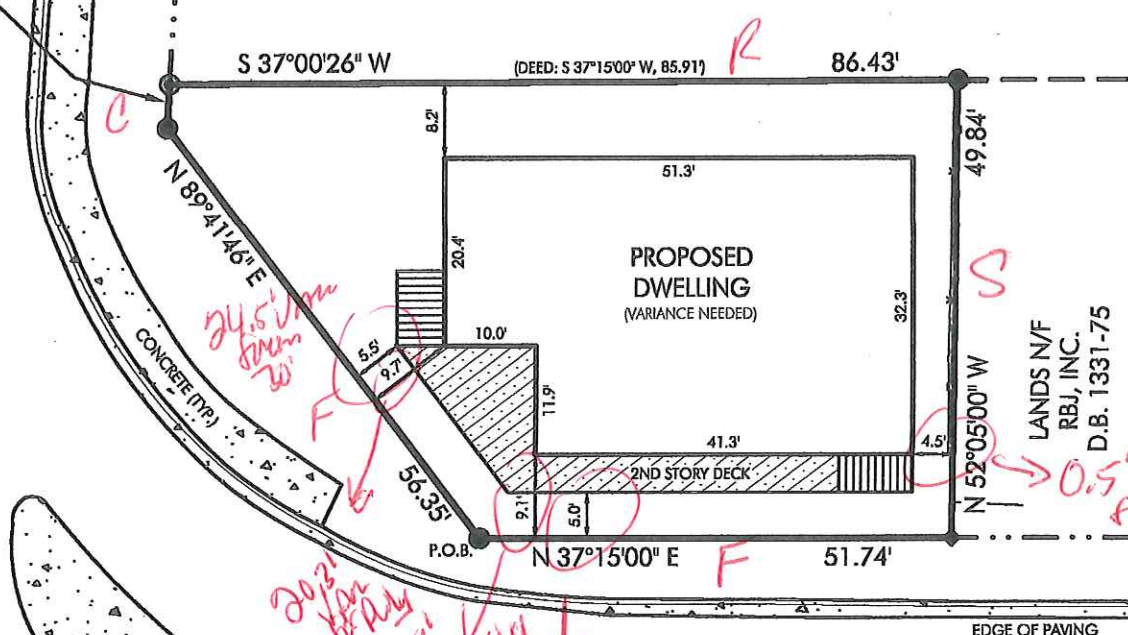 S 37°00'26" W
(DEED: S 37°15'00" W, 85.91')
R
86.43'
C
8.2'
49.84'
51.3'
N 89°41'46" E
20.4'
PROPOSED
DWELLING
(VARIANCE NEEDED)
S
32.3'
24.5'
CONCRETE (TYP.)
5.5'
9.7'
10.0'
F
11.9'
LANDS N/F
RBJ, INC.
D.B. 1331-75
41.3'
4.5'
N 52°05'00" W
2ND STORY DECK
0.5'
56.35'
9.1'
5.0'
P.O.B.
N 37°15'00" E
F
51.74'
20.3'
EDGE OF PAVING